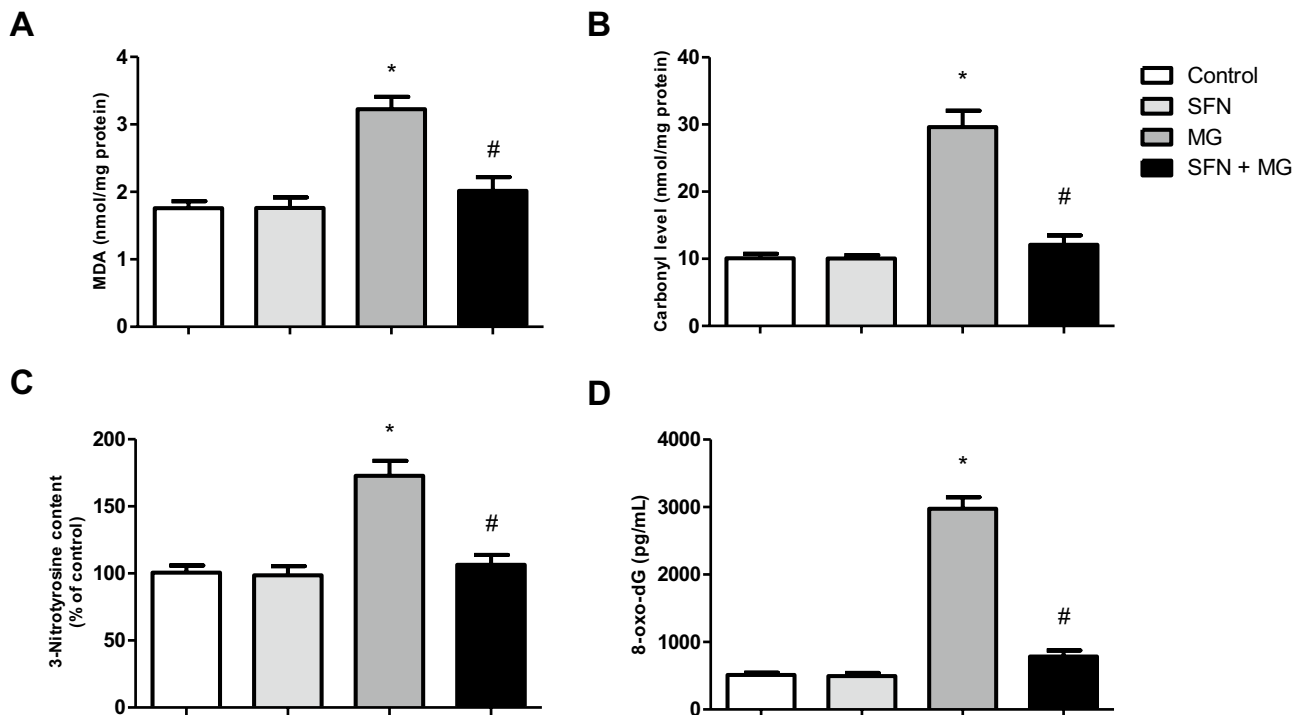 A
MDA (nmol/mg protein)
4
3
2
1
0
*
#
B
Carbonyl level (nmol/mg protein)
40
30
20
10
0
*
#
Control
SFN
MG
SFN + MG
C
3-Nitrotyrosine content
(% of control)
200
150
100
50
0
*
#
D
8-oxo-dG (pg/mL)
4000
3000
2000
1000
0
*
#